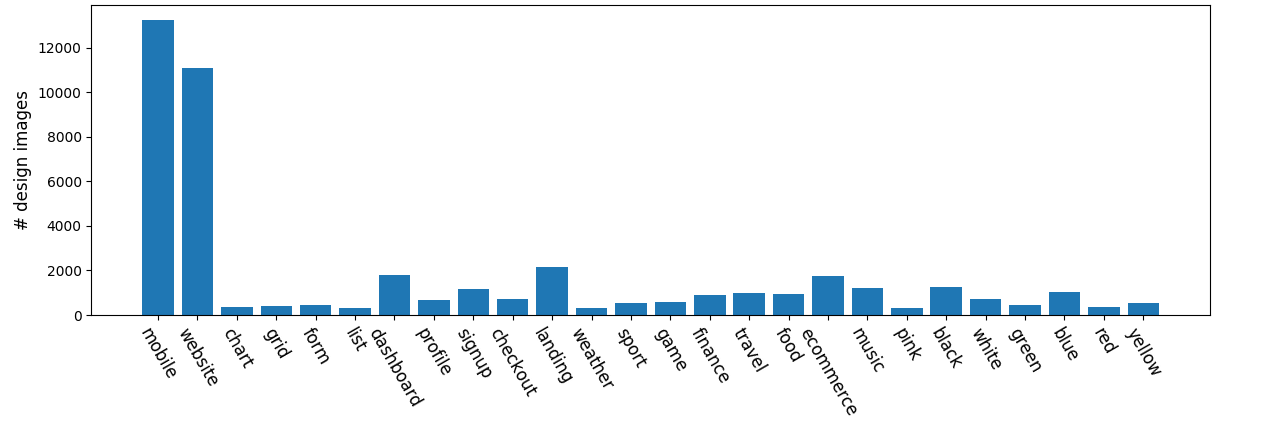 # design images
12000
10000
8000
6000
4000
2000
0
mobile
website
chart
grid
form
list
dashboard
profile
signup
checkout
landing
weather
sport
game
finance
travel
food
ecommerce
music
pink
black
white
green
blue
red
yellow